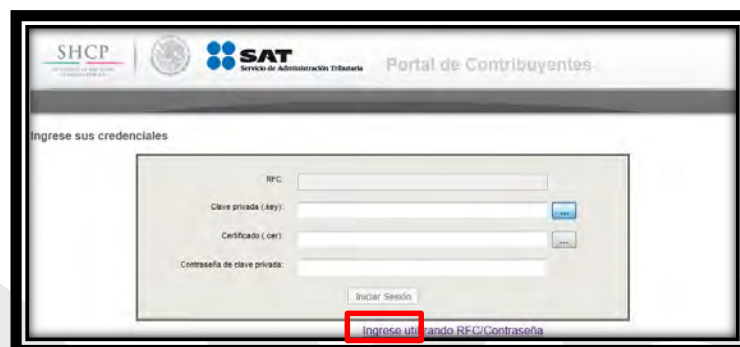 SHCP
SAT
Servicio de Administración Tributaria
Portal de Contribuyentes
Ingrese sus credenciales
RFC:
Clave privada (.key):
...
Certificado (.cer):
...
Contraseña de clave privada:
Iniciar Sesión
Ingrese utilizando RFC/Contraseña